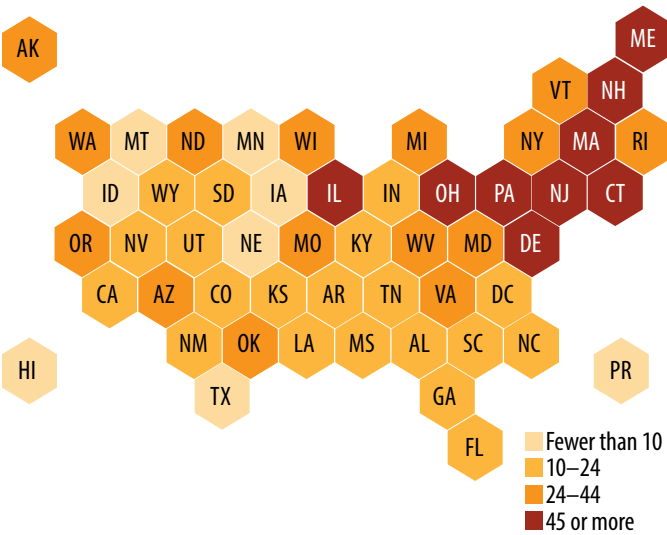 ME
AK
VT NH
WA MT ND MN WI MI NY MA RI
ID WY SD IA IL IN OH PA NJ CT
OR NV UT NE MO KY WV MD DE
CA AZ CO KS AR TN VA DC
NM OK LA MS AL SC NC
HI PR
TX GA
FL
Fewer than 10
10–24
24–44
45 or more